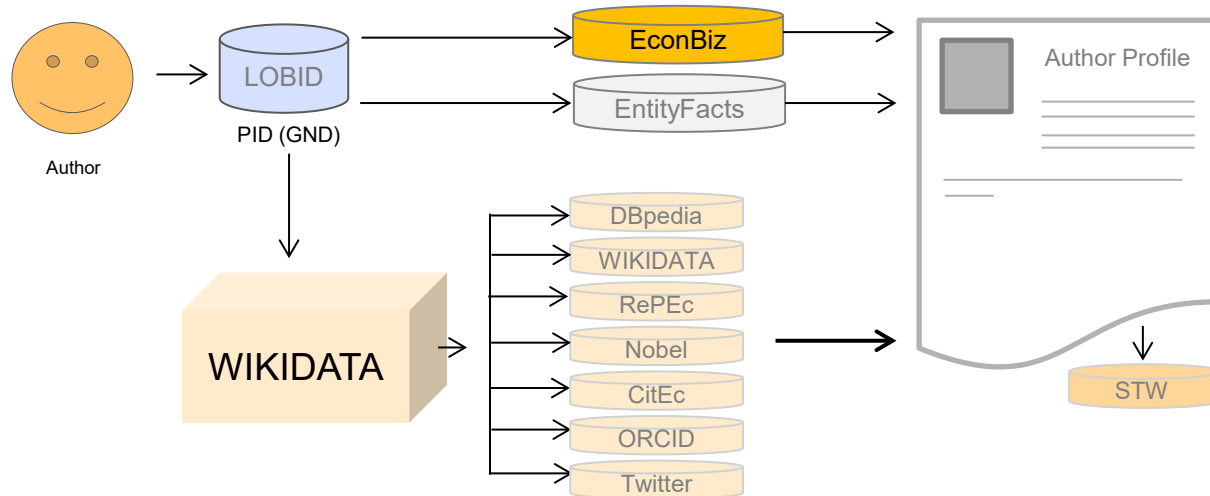 EconBiz
LOBID
Author Profile
EntityFacts
PID (GND)
Author
DBpedia
WIKIDATA
RePEc
WIKIDATA
Nobel
CitEc
STW
ORCID
Twitter